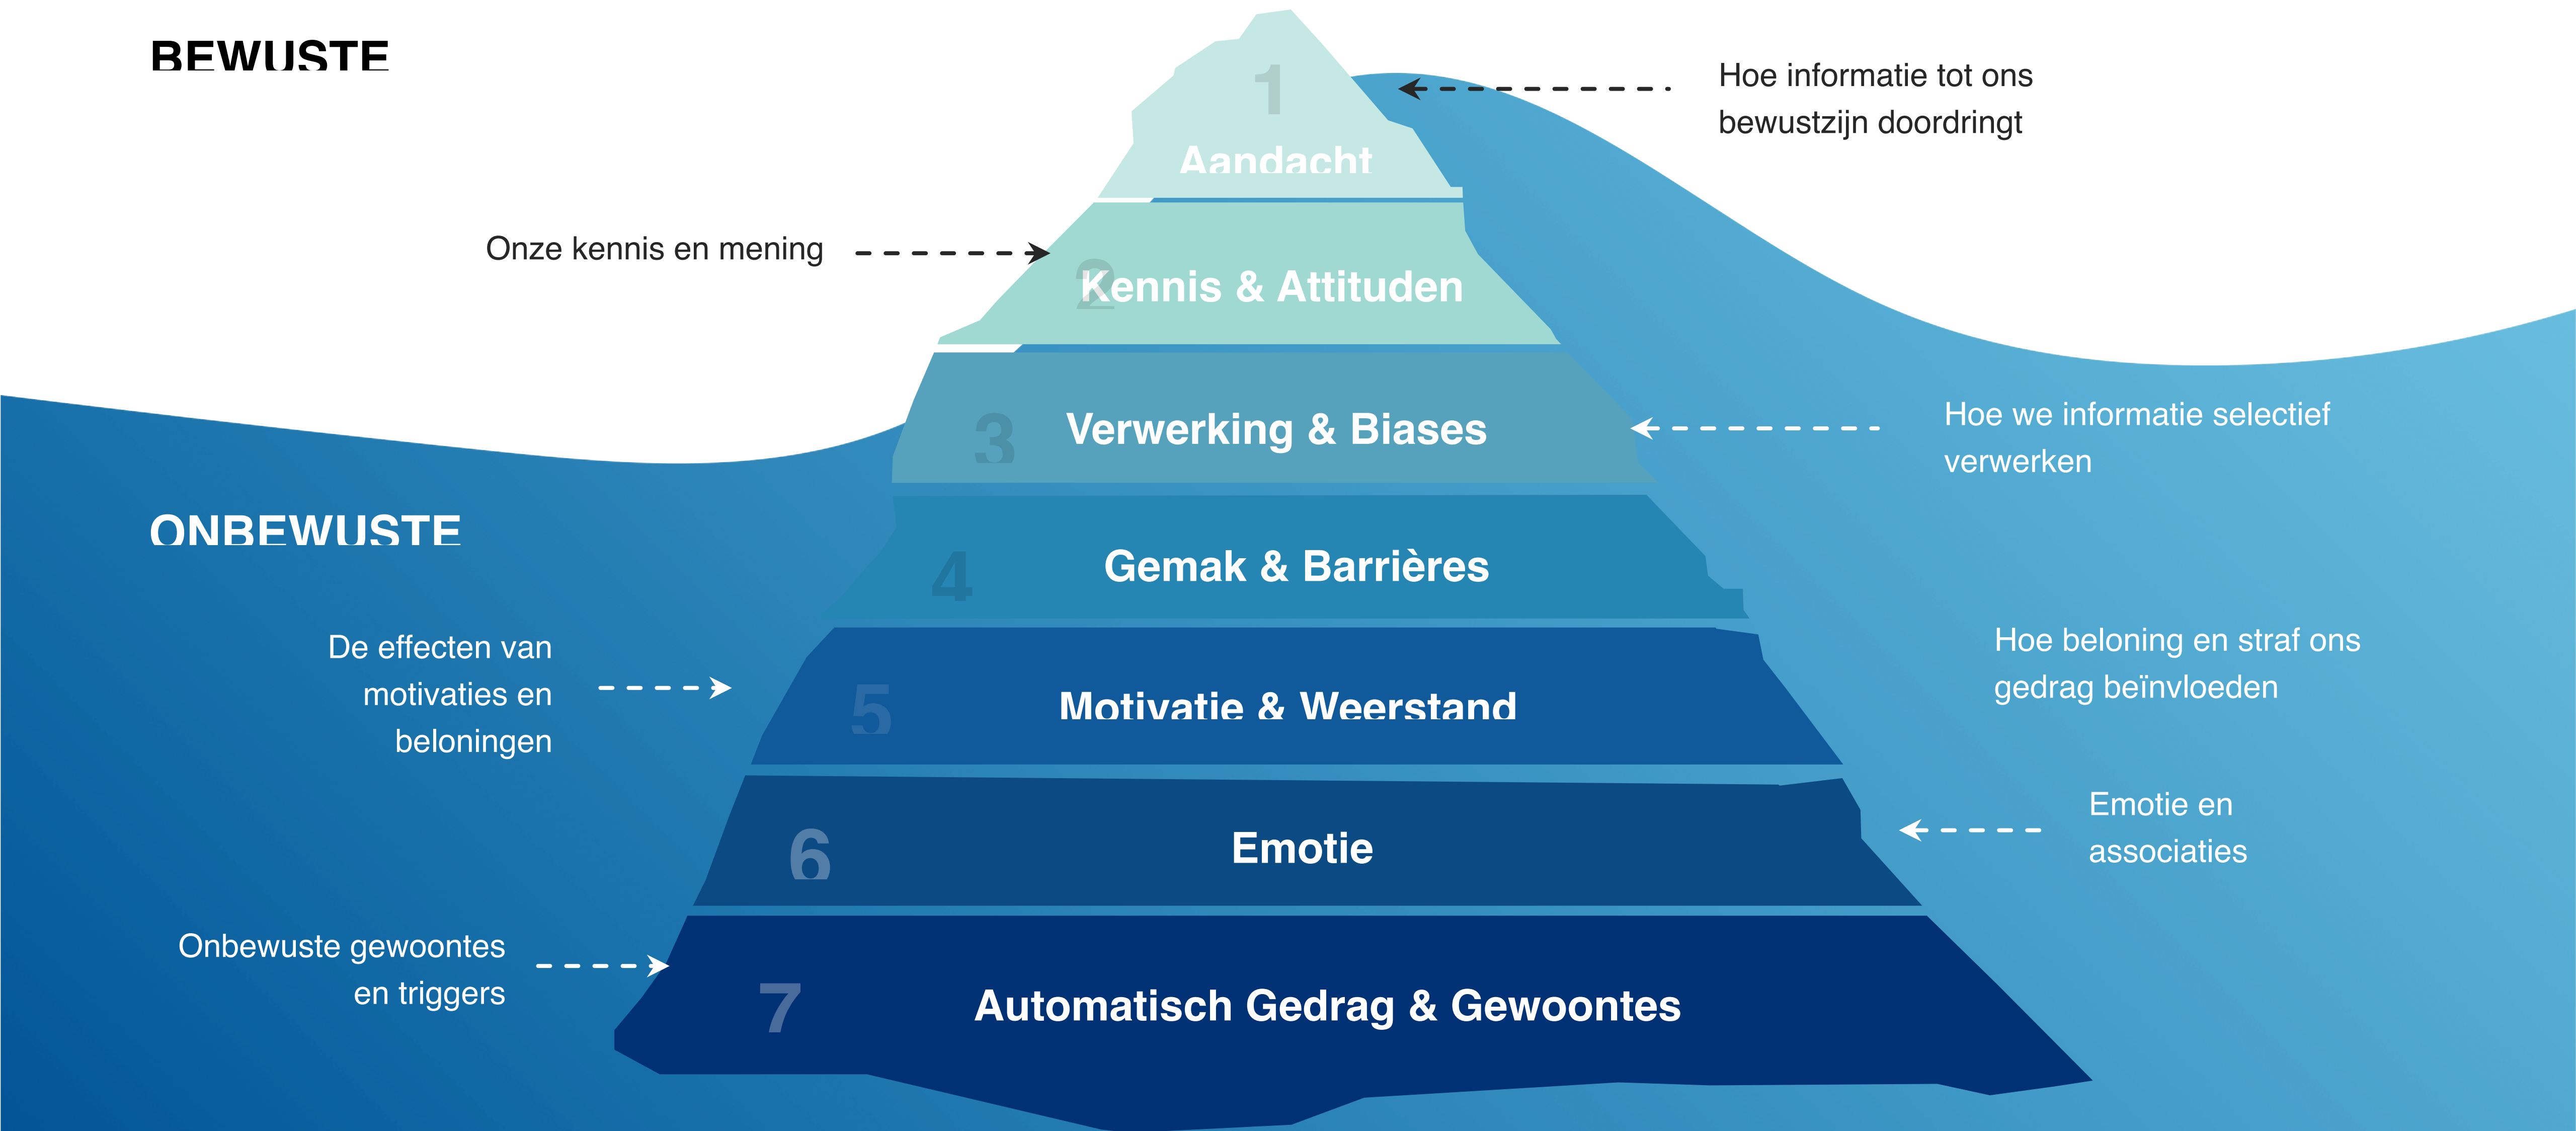 BEWUSTE
1
Hoe informatie tot ons
bewustzijn doordringt
Aandacht
Onze kennis en mening
2
Kennis & Attituden
3
Verwerking & Biases
Hoe we informatie selectief
verwerken
ONBEWUSTE
4
Gemak & Barrières
De effecten van
motivaties en
beloningen
Hoe beloning en straf ons
gedrag beïnvloeden
5
Motivatie & Weerstand
6
Emotie
Emotie en
associaties
Onbewuste gewoontes
en triggers
7
Automatisch Gedrag & Gewoontes